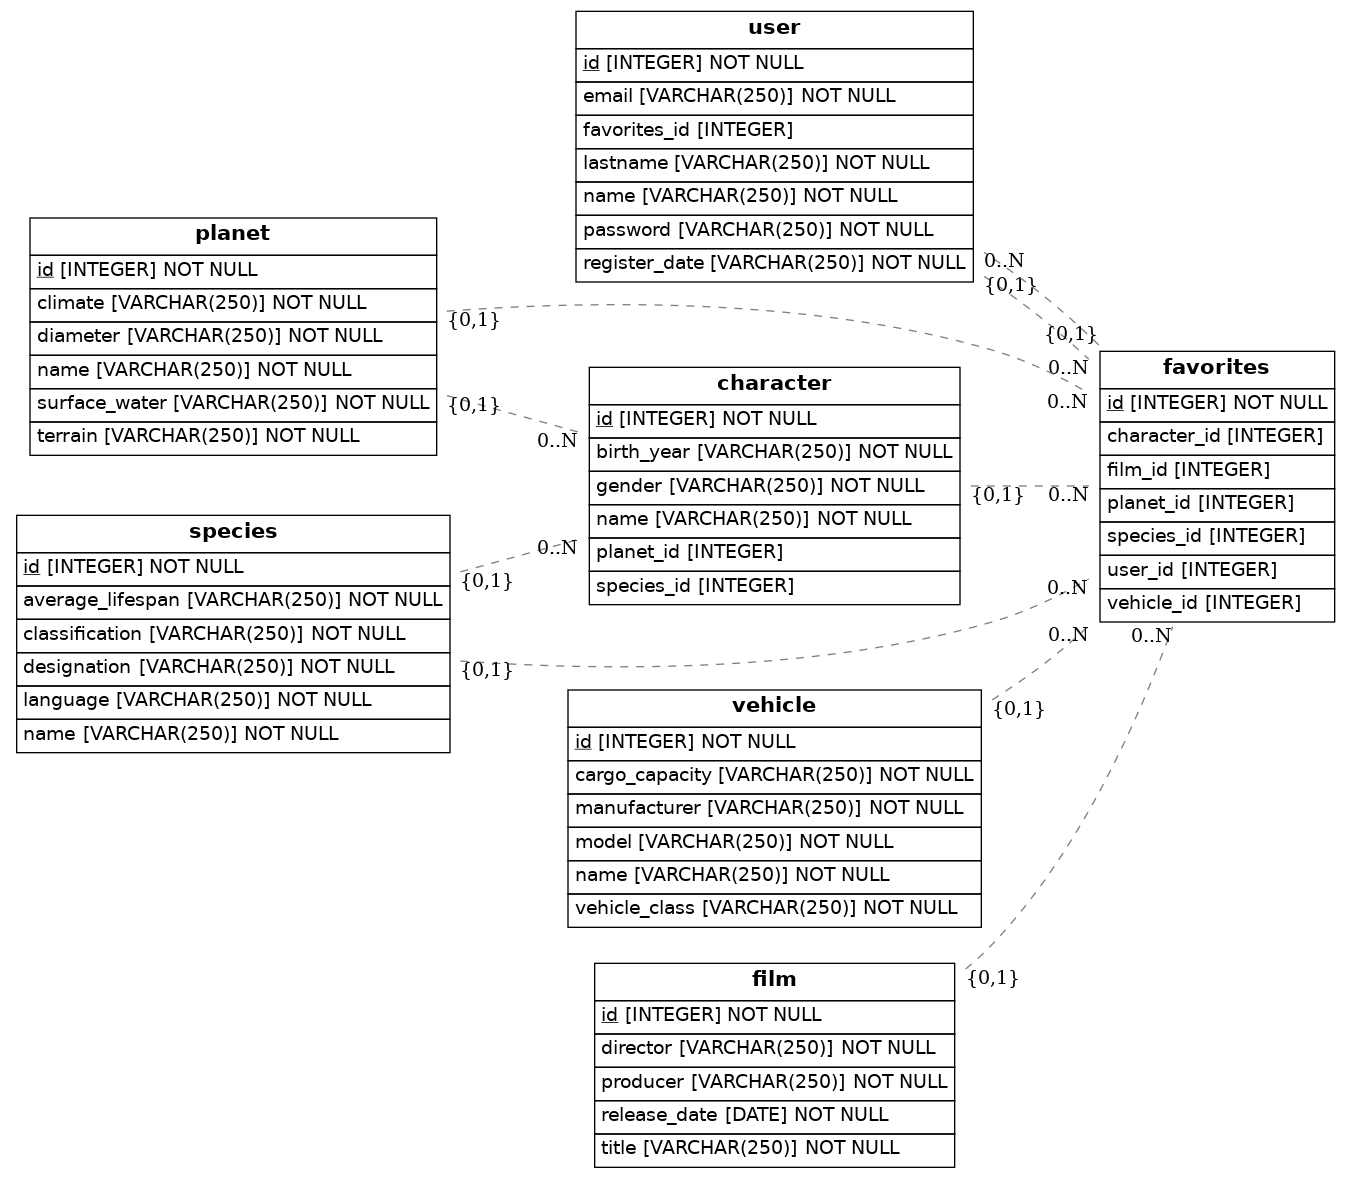 user
id [INTEGER] NOT NULL
email [VARCHAR(250)] NOT NULL
favorites_id [INTEGER]
lastname [VARCHAR(250)] NOT NULL
name [VARCHAR(250)] NOT NULL
password [VARCHAR(250)] NOT NULL
register_date [VARCHAR(250)] NOT NULL
0..N
{0,1}
{0,1}
0..N
planet
id [INTEGER] NOT NULL
climate [VARCHAR(250)] NOT NULL
diameter [VARCHAR(250)] NOT NULL
name [VARCHAR(250)] NOT NULL
surface_water [VARCHAR(250)] NOT NULL
terrain [VARCHAR(250)] NOT NULL
{0,1}
0..N
{0,1}
0..N
character
id [INTEGER] NOT NULL
birth_year [VARCHAR(250)] NOT NULL
gender [VARCHAR(250)] NOT NULL
name [VARCHAR(250)] NOT NULL
planet_id [INTEGER]
species_id [INTEGER]
{0,1}
0..N
favorites
id [INTEGER] NOT NULL
character_id [INTEGER]
film_id [INTEGER]
planet_id [INTEGER]
species_id [INTEGER]
user_id [INTEGER]
vehicle_id [INTEGER]
species
id [INTEGER] NOT NULL
average_lifespan [VARCHAR(250)] NOT NULL
classification [VARCHAR(250)] NOT NULL
designation [VARCHAR(250)] NOT NULL
language [VARCHAR(250)] NOT NULL
name [VARCHAR(250)] NOT NULL
{0,1}
0..N
{0,1}
0..N
vehicle
id [INTEGER] NOT NULL
cargo_capacity [VARCHAR(250)] NOT NULL
manufacturer [VARCHAR(250)] NOT NULL
model [VARCHAR(250)] NOT NULL
name [VARCHAR(250)] NOT NULL
vehicle_class [VARCHAR(250)] NOT NULL
{0,1}
0..N
film
id [INTEGER] NOT NULL
director [VARCHAR(250)] NOT NULL
producer [VARCHAR(250)] NOT NULL
release_date [DATE] NOT NULL
title [VARCHAR(250)] NOT NULL
{0,1}
0..N